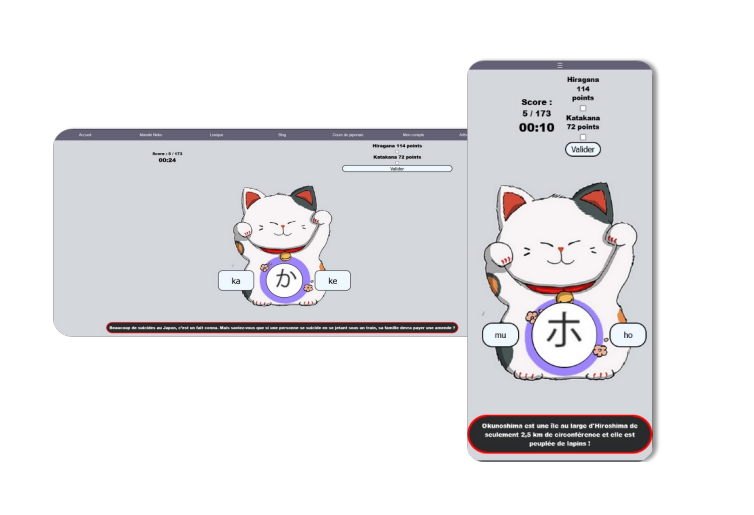 Accueil Maneki Neko Lexique Blog Cours de japonais Mon compte
Score : 5 / 173
00:24
Hiragana 114 points
Katakana 72 points
Valider
か
ka
ke
Beaucoup de suicides au Japon, c'est un fait connu. Mais saviez-vous que si une personne se suicide en se jetant sous un train, sa famille devra payer une amende ?
☰
Score :
5 / 173
00:10
Hiragana
114
points
Katakana
72 points
Valider
ホ
mu
ho
Okunoshima est une île au large d'Hiroshima de
seulement 2,5 km de circonférence et elle est
peuplée de lapins !